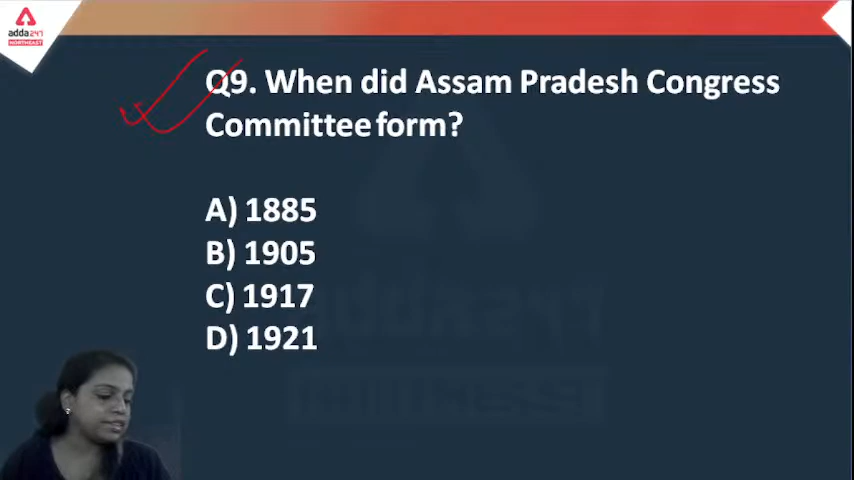 adda247
NORTHEAST
Q9. When did Assam Pradesh Congress
Committee form?
A) 1885
B) 1905
C) 1917
D) 1921